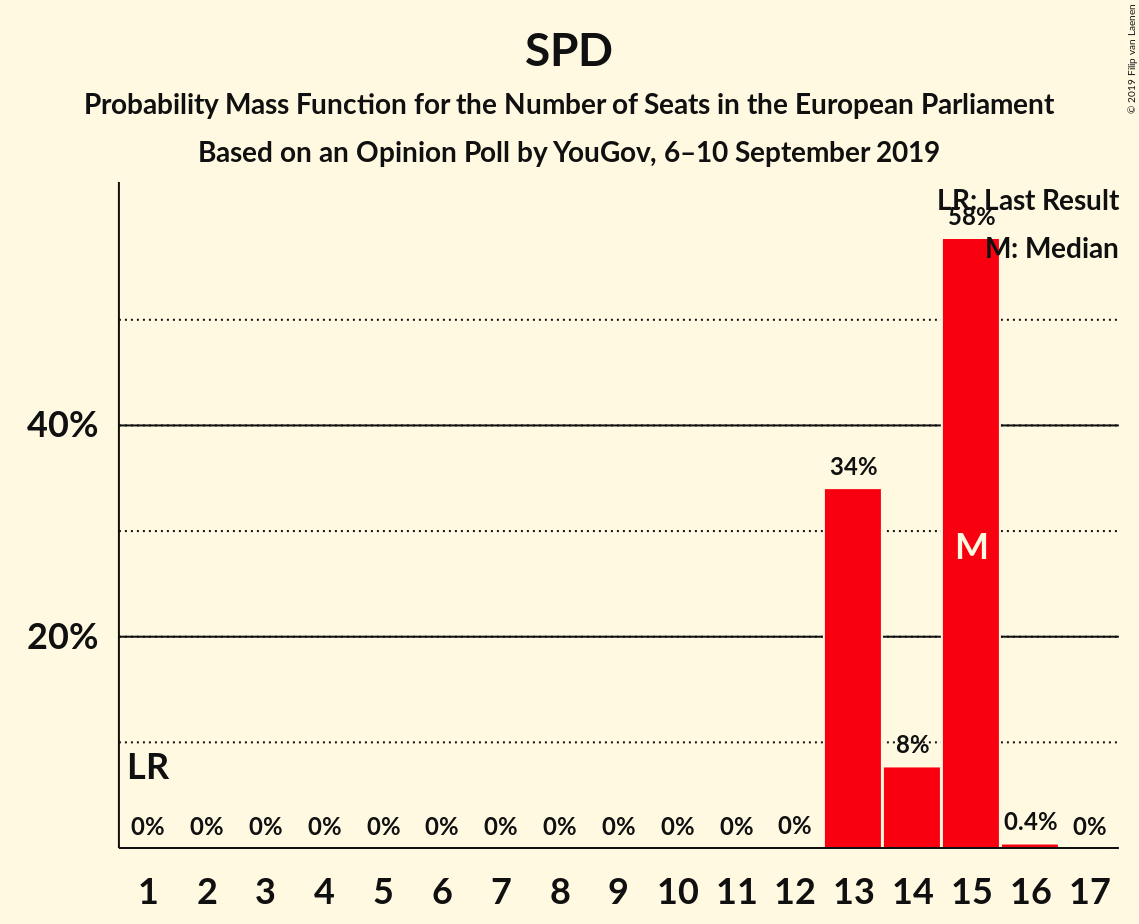 SPD
Probability Mass Function for the Number of Seats in the European Parliament
Based on an Opinion Poll by YouGov, 6–10 September 2019
© 2019 Filip van Laenen
LR: Last Result
58%
M: Median
40%
34%
M
20%
8%
LR
0% 0% 0% 0% 0% 0% 0% 0% 0% 0% 0% 0% 0.4% 0%
1 2 3 4 5 6 7 8 9 10 11 12 13 14 15 16 17